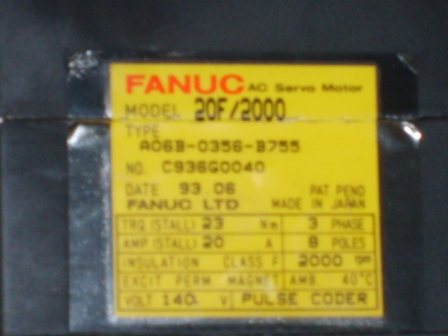 FANUC AC Servo Motor
MODEL 20F/2000
TYPE
A06B-0356-B755
NO. C936G0040
DATE 93.06 PAT. PEND
FANUC LTD MADE IN JAPAN
TRQ (STALL) 23 Nm 3 PHASE
AMP (STALL) 20 A 8 POLES
INSULATION CLASS F 2000 rpm
EXCIT PERM MAGNET AMB 40°C
VOLT 140 V PULSE CODER